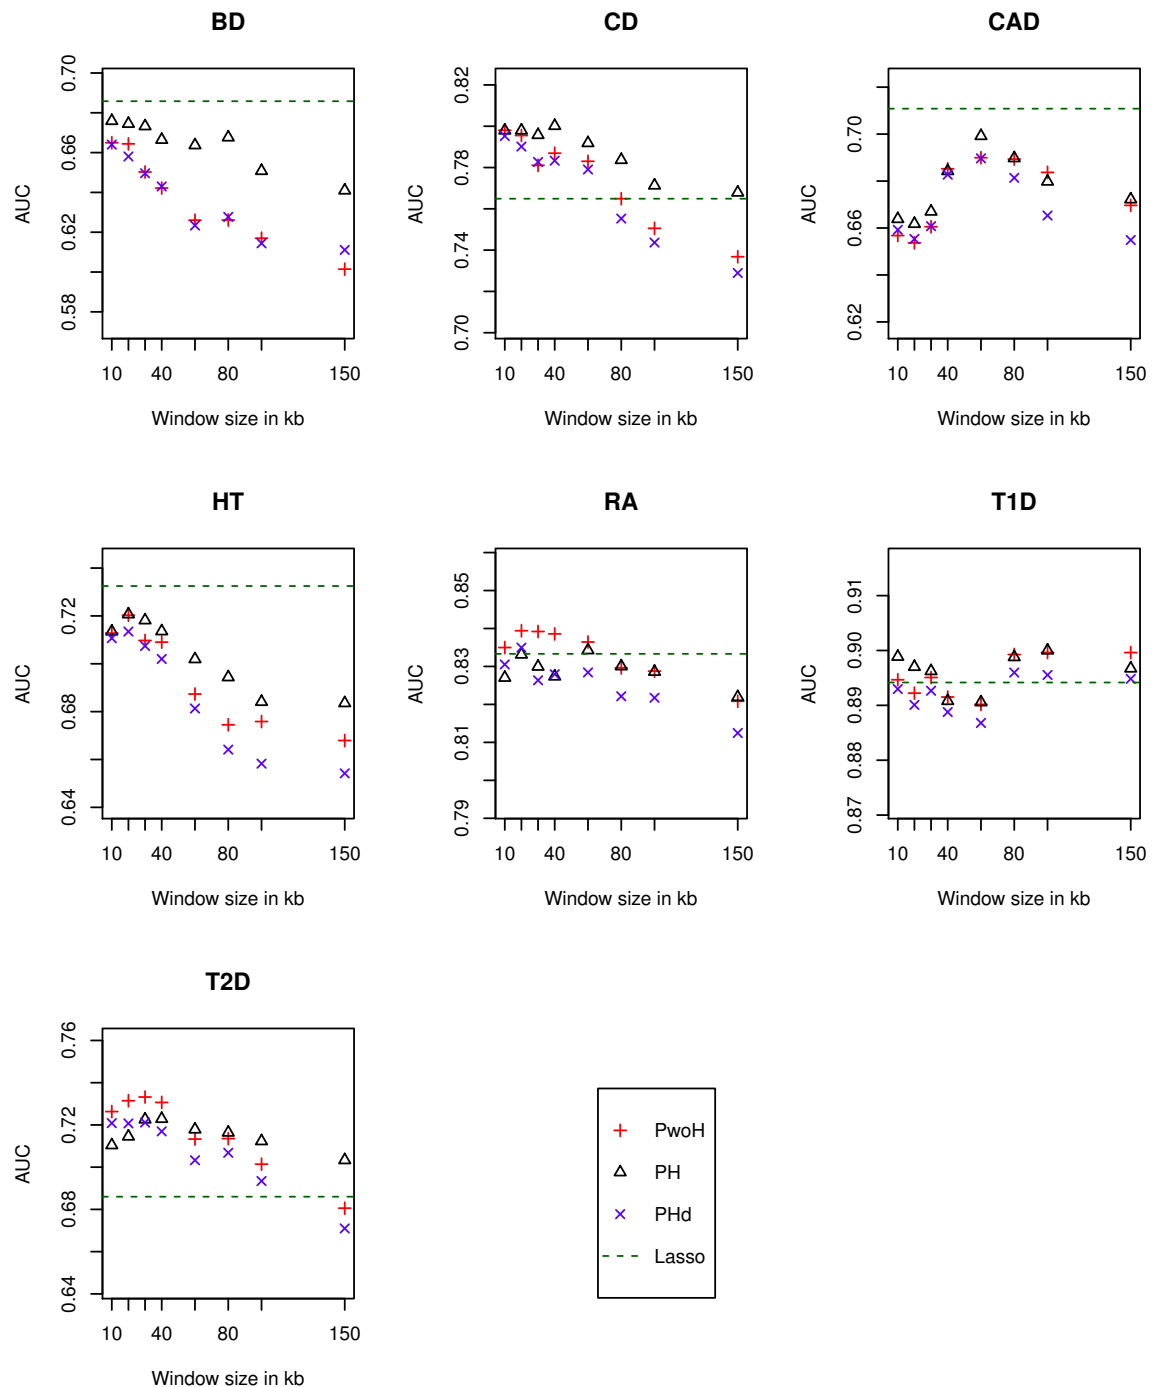 BD
AUC
0.58 0.62 0.66 0.70
10 40 80 150
Window size in kb
CD
AUC
0.70 0.74 0.78 0.82
10 40 80 150
Window size in kb
CAD
AUC
0.62 0.66 0.70
10 40 80 150
Window size in kb
HT
AUC
0.64 0.68 0.72
10 40 80 150
Window size in kb
RA
AUC
0.79 0.81 0.83 0.85
10 40 80 150
Window size in kb
T1D
AUC
0.87 0.88 0.89 0.90 0.91
10 40 80 150
Window size in kb
T2D
AUC
0.64 0.68 0.72 0.76
10 40 80 150
Window size in kb
PwoH
PH
PHd
Lasso